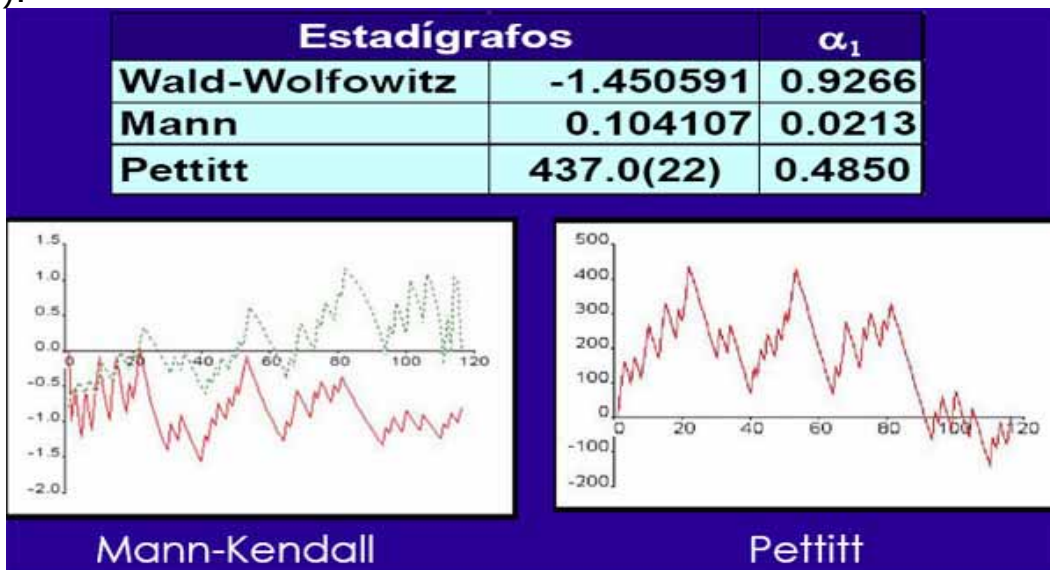 ).
Estadígrafos α₁
Wald-Wolfowitz -1.450591 0.9266
Mann 0.104107 0.0213
Pettitt 437.0(22) 0.4850
1.5
1.0
0.5
0.0
-0.5
-1.0
-1.5
-2.0
0 20 40 60 80 100 120
500
400
300
200
100
0
-100
-200
0 20 40 60 80 100 120
Mann-Kendall Pettitt